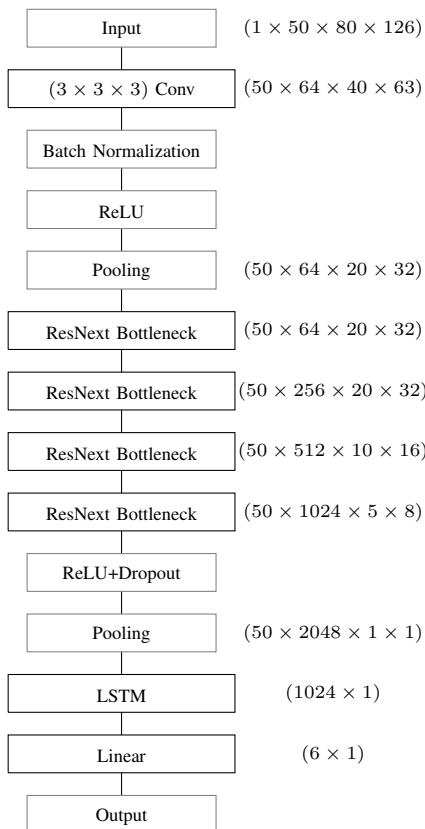 Input (1 × 50 × 80 × 126)
(3 × 3 × 3) Conv (50 × 64 × 40 × 63)
Batch Normalization
ReLU
Pooling (50 × 64 × 20 × 32)
ResNext Bottleneck (50 × 64 × 20 × 32)
ResNext Bottleneck (50 × 256 × 20 × 32)
ResNext Bottleneck (50 × 512 × 10 × 16)
ResNext Bottleneck (50 × 1024 × 5 × 8)
ReLU+Dropout
Pooling (50 × 2048 × 1 × 1)
LSTM (1024 × 1)
Linear (6 × 1)
Output